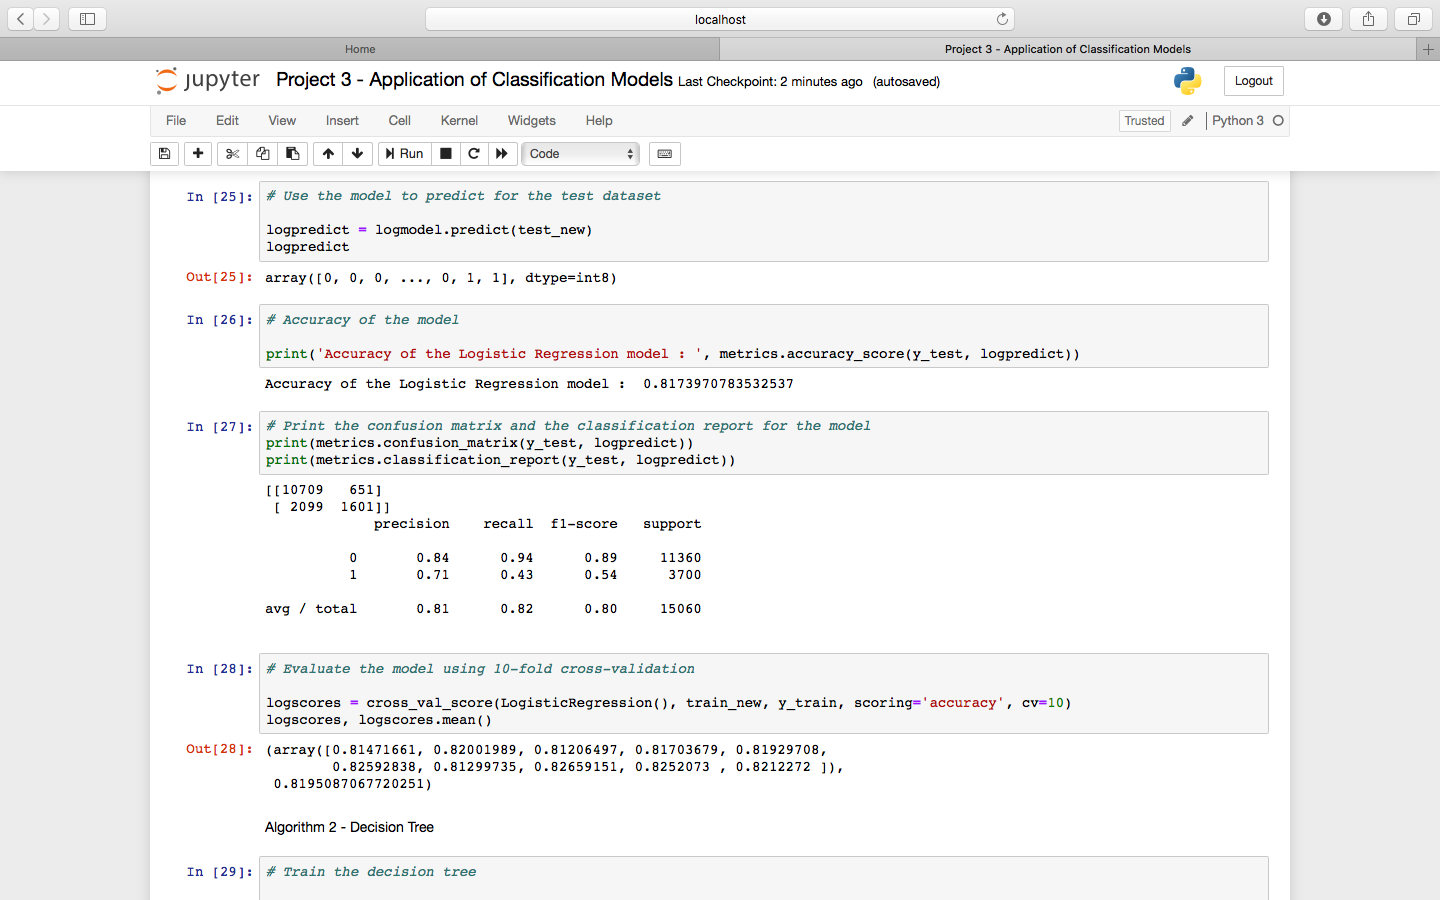 localhost
Home
Project 3 - Application of Classification Models
+
jupyter Project 3 - Application of Classification Models Last Checkpoint: 2 minutes ago (autosaved)
Logout
File Edit View Insert Cell Kernel Widgets Help
Trusted
Python 3
Run
Code
In [25]: # Use the model to predict for the test dataset
logpredict = logmodel.predict(test_new)
logpredict
Out[25]: array([0, 0, 0, ..., 0, 1, 1], dtype=int8)
In [26]: # Accuracy of the model
print('Accuracy of the Logistic Regression model : ', metrics.accuracy_score(y_test, logpredict))
Accuracy of the Logistic Regression model :  0.8173970783532537
In [27]: # Print the confusion matrix and the classification report for the model
print(metrics.confusion_matrix(y_test, logpredict))
print(metrics.classification_report(y_test, logpredict))
[[10709   651]
 [ 2099  1601]]
             precision    recall  f1-score   support
          0       0.84      0.94      0.89     11360
          1       0.71      0.43      0.54      3700
avg / total       0.81      0.82      0.80     15060
In [28]: # Evaluate the model using 10-fold cross-validation
logscores = cross_val_score(LogisticRegression(), train_new, y_train, scoring='accuracy', cv=10)
logscores, logscores.mean()
Out[28]: (array([0.81471661, 0.82001989, 0.81206497, 0.81703679, 0.81929708,
        0.82592838, 0.81299735, 0.82659151, 0.8252073 , 0.8212272 ]),
 0.8195087067720251)
Algorithm 2 - Decision Tree
In [29]: # Train the decision tree